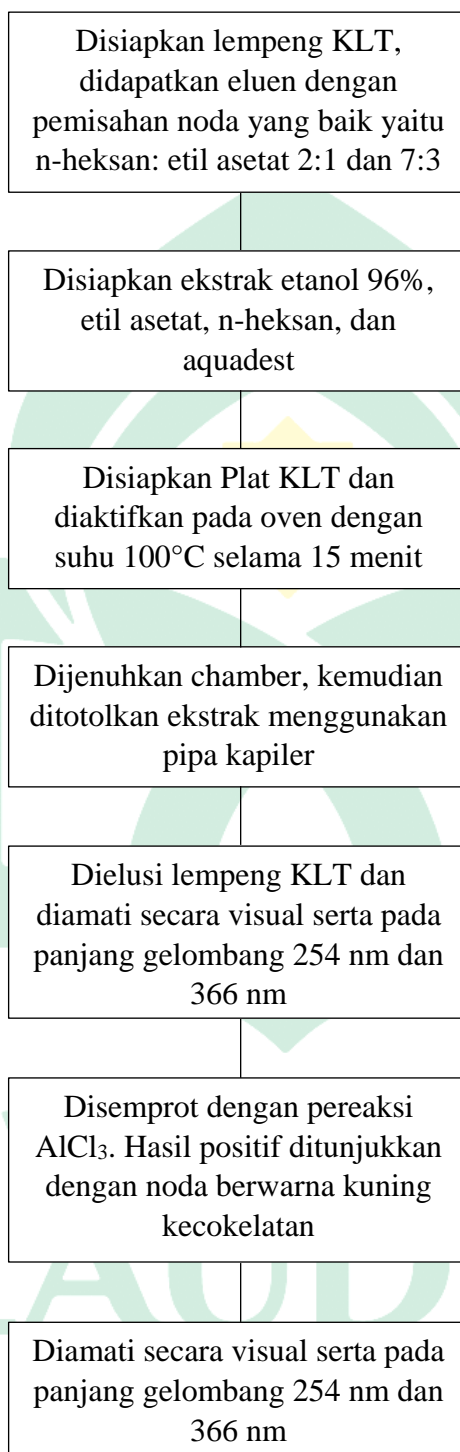 Disiapkan lempeng KLT,
didapatkan eluen dengan
pemisahan noda yang baik yaitu
n-heksan: etil asetat 2:1 dan 7:3
Disiapkan ekstrak etanol 96%,
etil asetat, n-heksan, dan
aquadest
Disiapkan Plat KLT dan
diaktifkan pada oven dengan
suhu 100°C selama 15 menit
Dijenuhkan chamber, kemudian
ditotolkan ekstrak menggunakan
pipa kapiler
Dielusi lempeng KLT dan
diamati secara visual serta pada
panjang gelombang 254 nm dan
366 nm
Disemprot dengan pereaksi
AlCl₃. Hasil positif ditunjukkan
dengan noda berwarna kuning
kecokelatan
Diamati secara visual serta pada
panjang gelombang 254 nm dan
366 nm